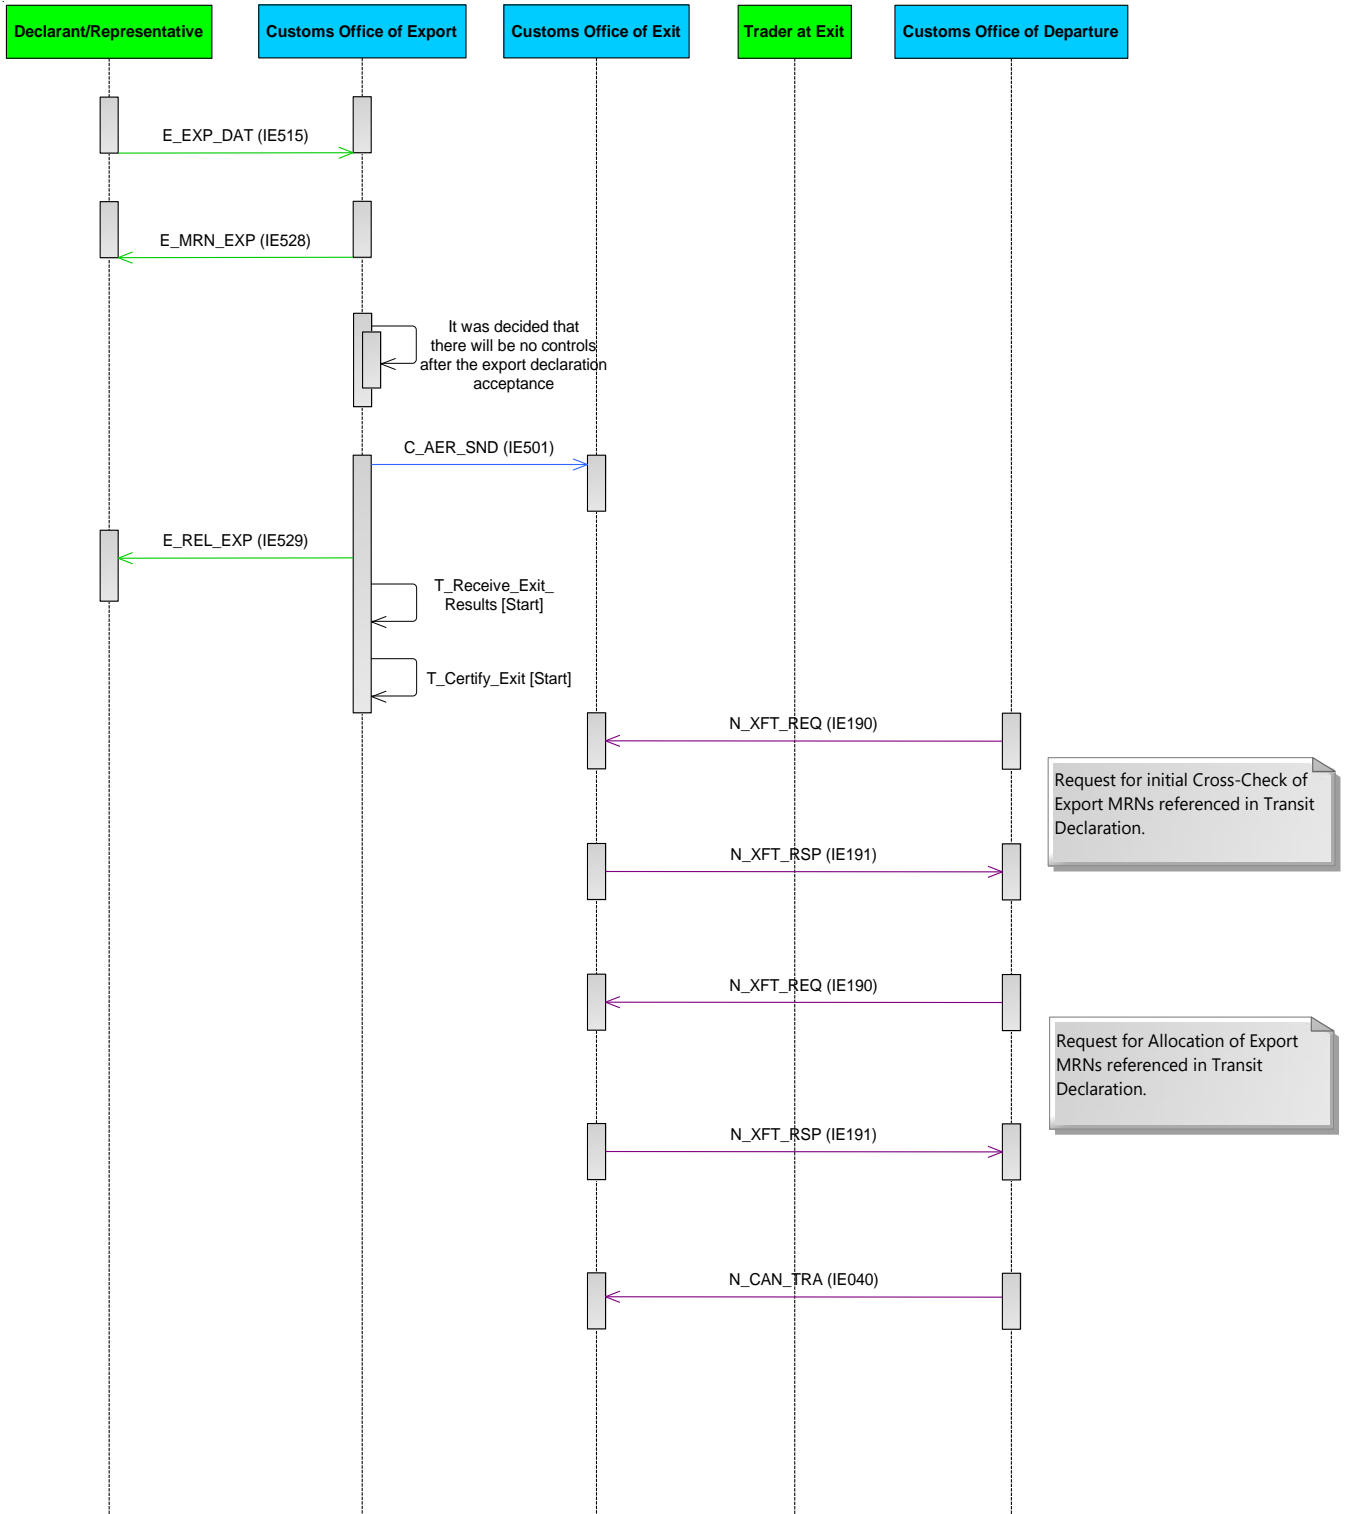 Declarant/Representative
Customs Office of Export
Customs Office of Exit
Trader at Exit
Customs Office of Departure
E_EXP_DAT (IE515)
E_MRN_EXP (IE528)
It was decided that
there will be no controls
after the export declaration
acceptance
C_AER_SND (IE501)
E_REL_EXP (IE529)
T_Receive_Exit_
Results [Start]
T_Certify_Exit [Start]
N_XFT_REQ (IE190)
Request for initial Cross-Check of
Export MRNs referenced in Transit
Declaration.
N_XFT_RSP (IE191)
N_XFT_REQ (IE190)
Request for Allocation of Export
MRNs referenced in Transit
Declaration.
N_XFT_RSP (IE191)
N_CAN_TRA (IE040)